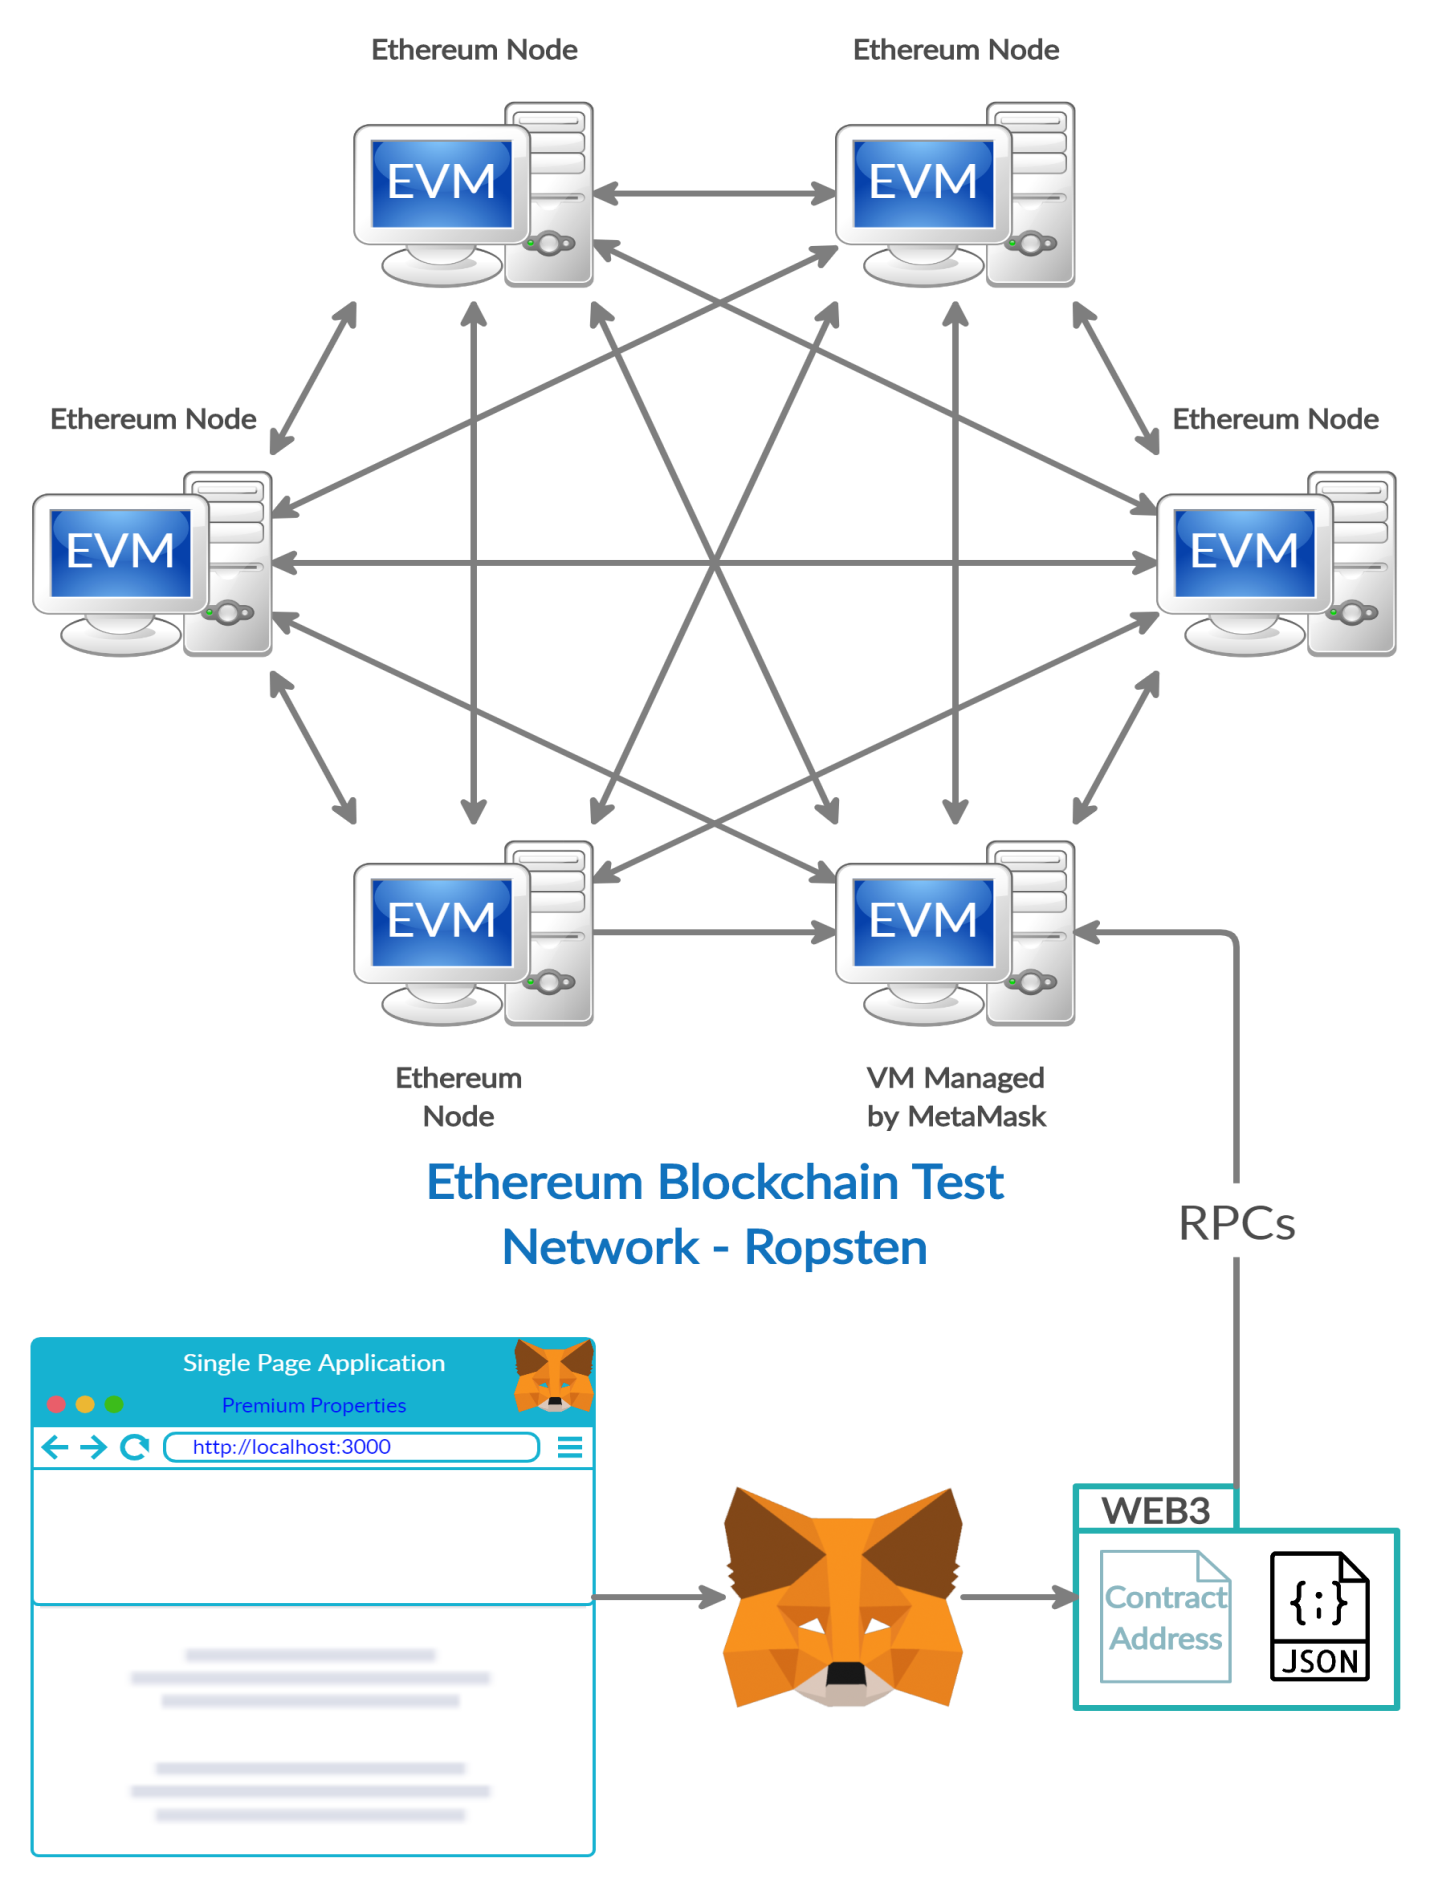 Ethereum Node
Ethereum Node
EVM
EVM
Ethereum Node
Ethereum Node
EVM
EVM
EVM
EVM
Ethereum
Node
VM Managed
by MetaMask
Ethereum Blockchain Test
Network - Ropsten
RPCs
Single Page Application
Premium Properties
http://localhost:3000
WEB3
Contract
Address
{;}
JSON